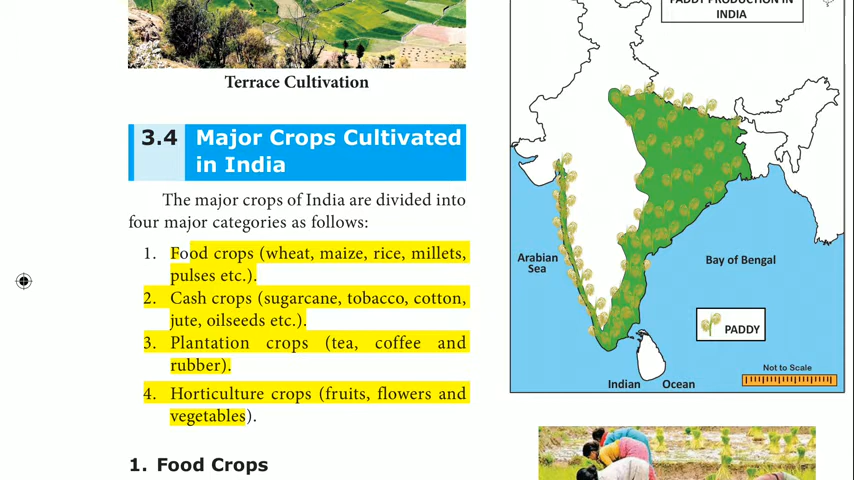 Terrace Cultivation
3.4 Major Crops Cultivated
in India
The major crops of India are divided into
four major categories as follows:
1. Food crops (wheat, maize, rice, millets,
pulses etc.).
2. Cash crops (sugarcane, tobacco, cotton,
jute, oilseeds etc.).
3. Plantation crops (tea, coffee and
rubber).
4. Horticulture crops (fruits, flowers and
vegetables).
1. Food Crops
PADDY PRODUCTION IN
INDIA
Arabian
Sea
Bay of Bengal
PADDY
Not to Scale
Indian Ocean